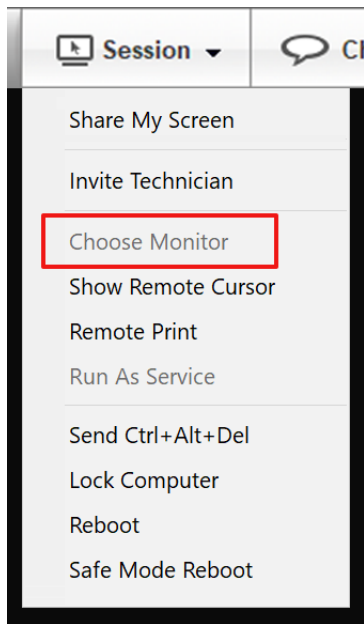 Session
Share My Screen
Invite Technician
Choose Monitor
Show Remote Cursor
Remote Print
Run As Service
Send Ctrl+Alt+Del
Lock Computer
Reboot
Safe Mode Reboot